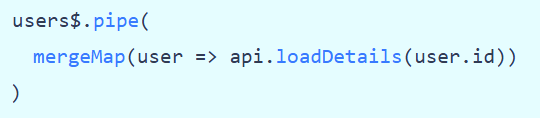 users$.pipe(
  mergeMap(user => api.loadDetails(user.id))
)